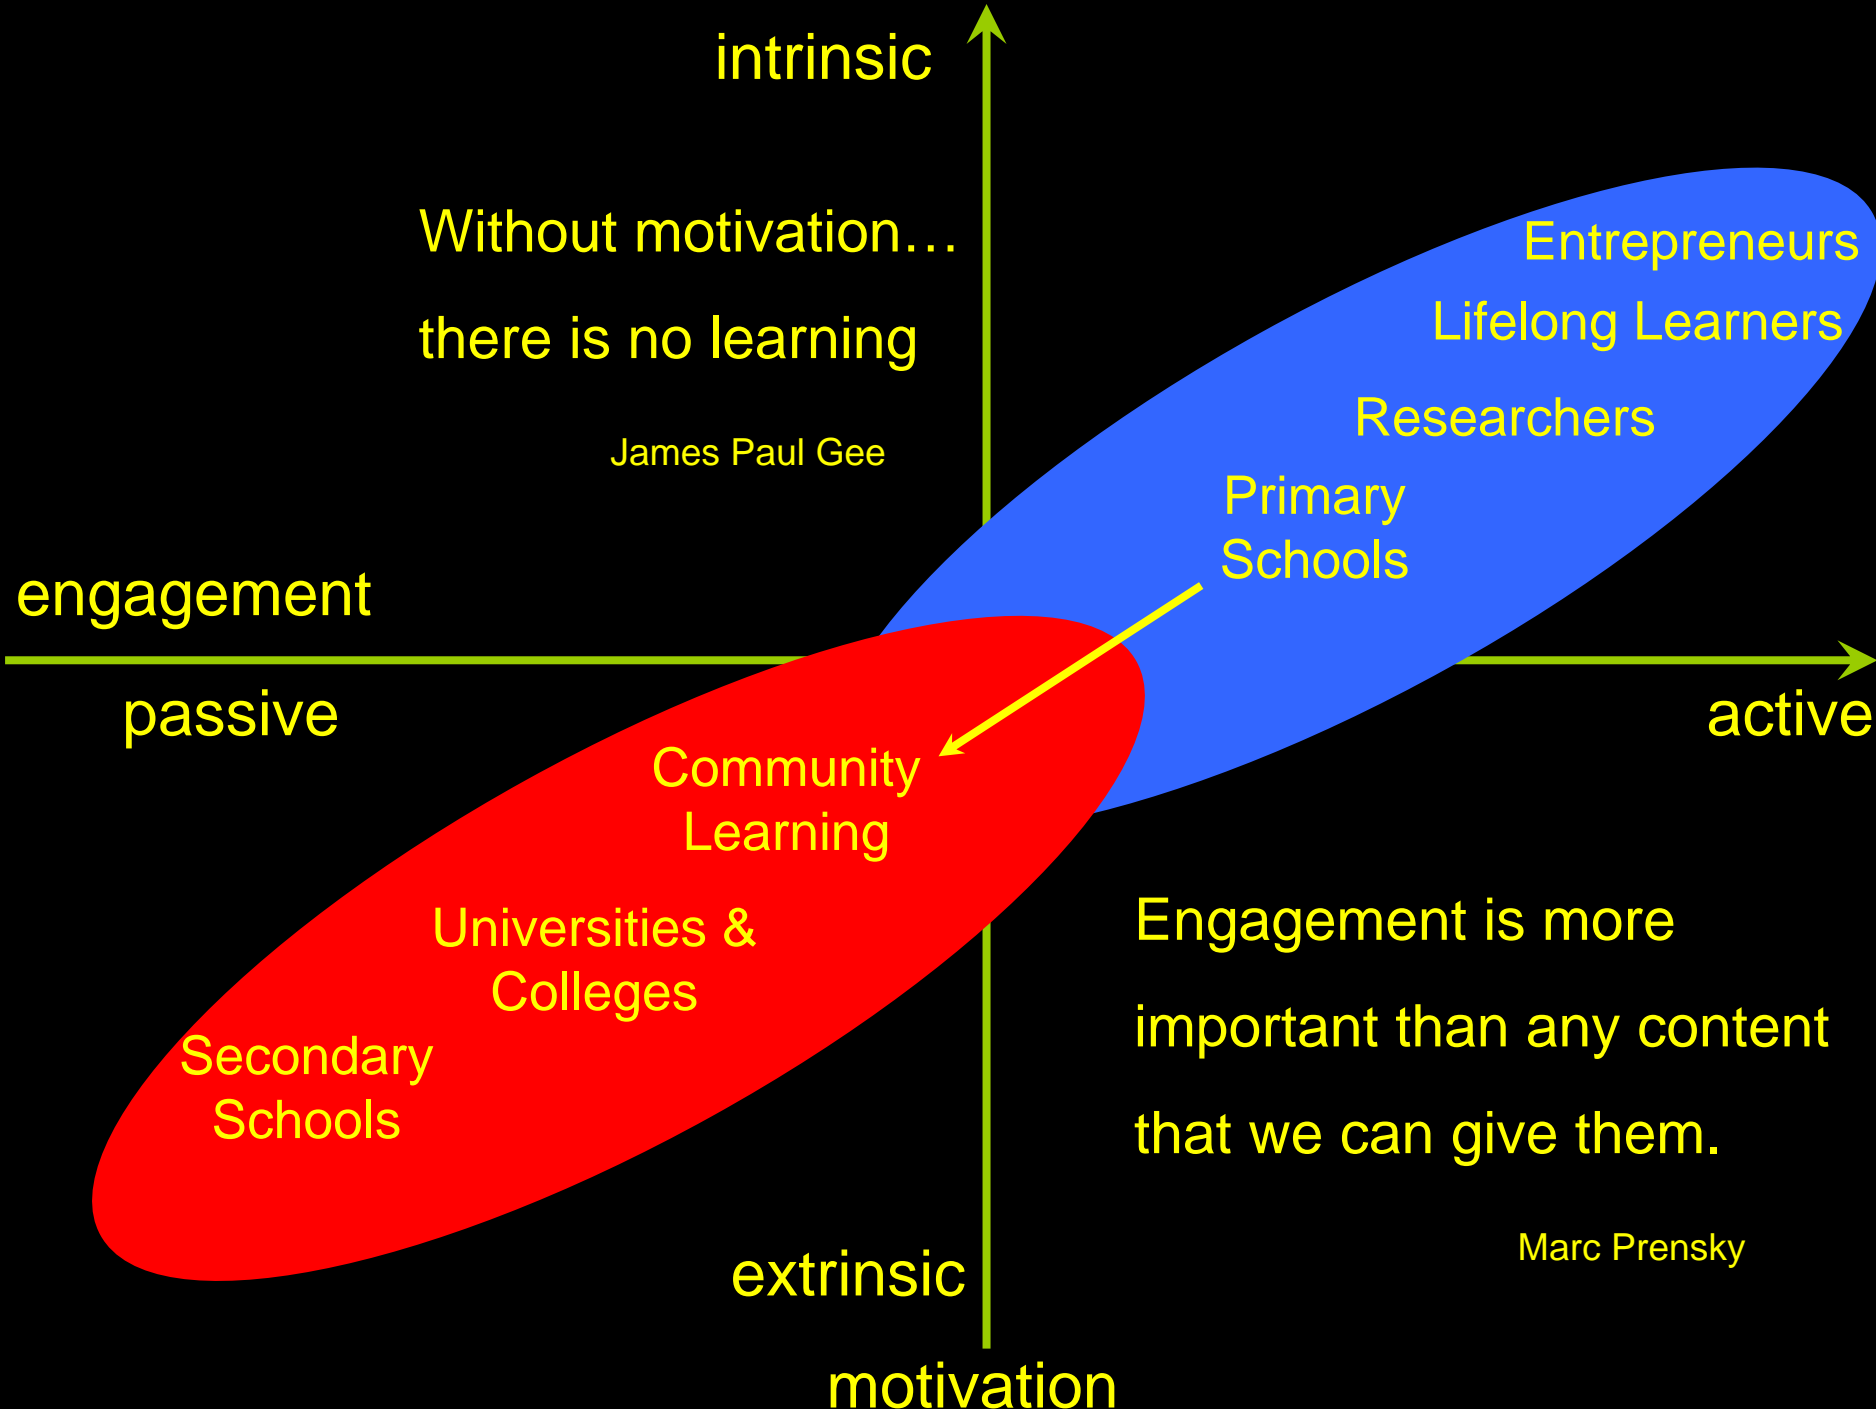 intrinsic
Without motivation…
there is no learning
James Paul Gee
Entrepreneurs
Lifelong Learners
Researchers
Primary
Schools
engagement
passive
active
Community
Learning
Universities &
Colleges
Secondary
Schools
Engagement is more
important than any content
that we can give them.
Marc Prensky
extrinsic
motivation